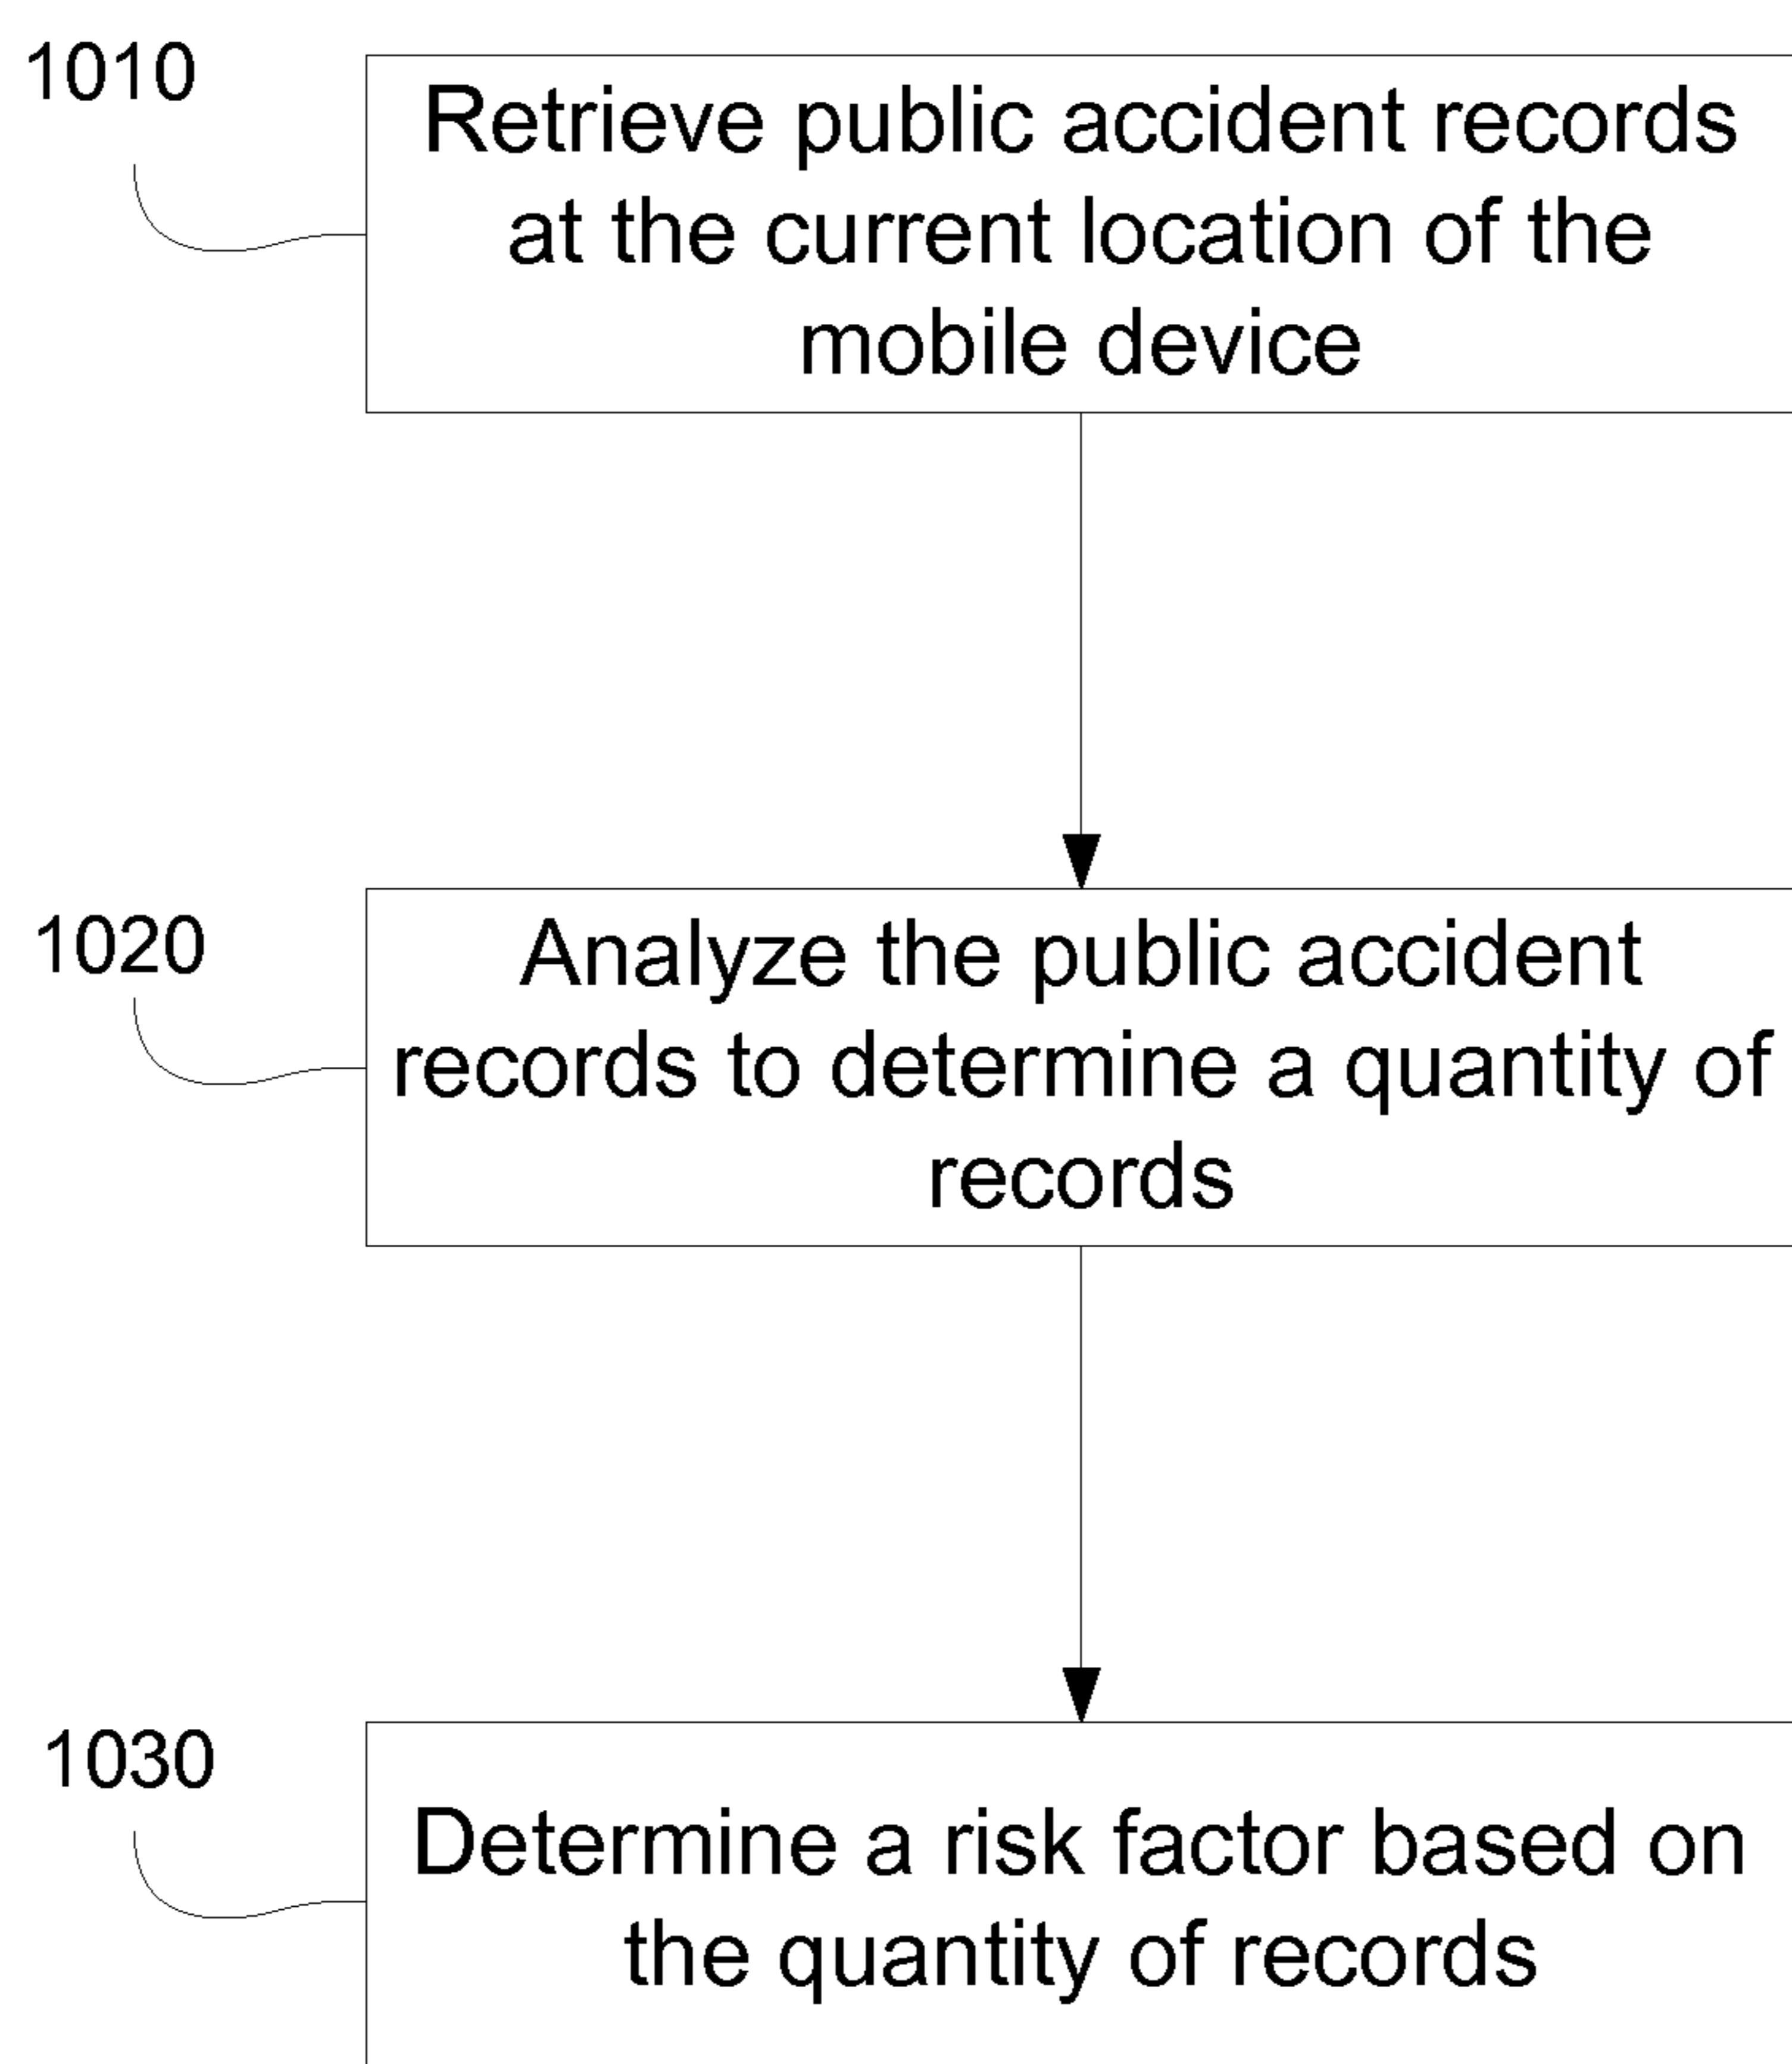 1010
Retrieve public accident records
at the current location of the
mobile device
1020
Analyze the public accident
records to determine a quantity of
records
1030
Determine a risk factor based on
the quantity of records